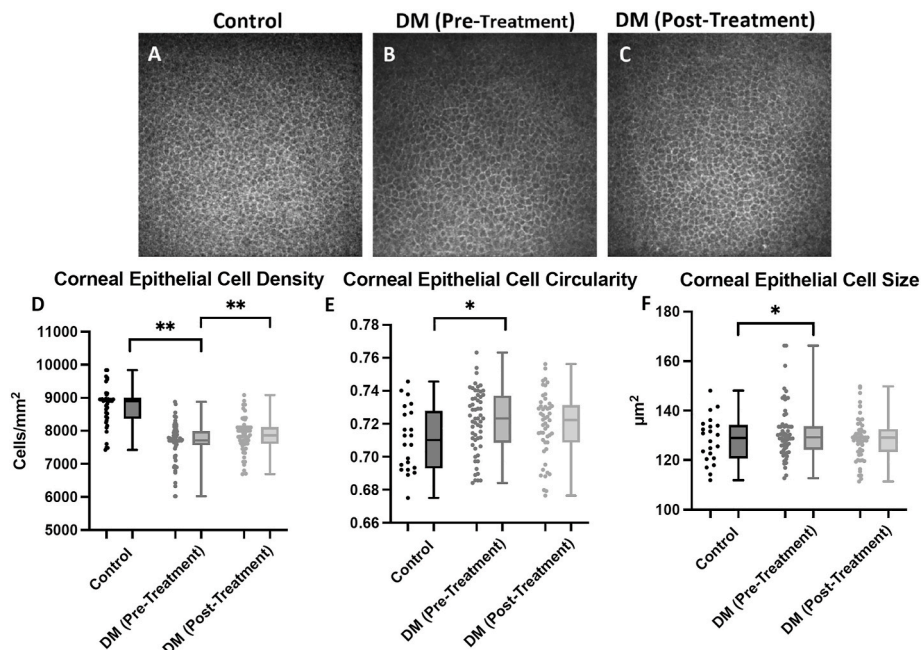 Control
DM (Pre-Treatment)
DM (Post-Treatment)
A
B
C
Corneal Epithelial Cell Density
Corneal Epithelial Cell Circularity
Corneal Epithelial Cell Size
D
**
**
11000
10000
9000
8000
7000
6000
5000
Cells/mm²
Control
DM (Pre-Treatment)
DM (Post-Treatment)
E
*
0.78
0.76
0.74
0.72
0.70
0.68
0.66
Control
DM (Pre-Treatment)
DM (Post-Treatment)
F
*
180
160
140
120
100
µm²
Control
DM (Pre-Treatment)
DM (Post-Treatment)